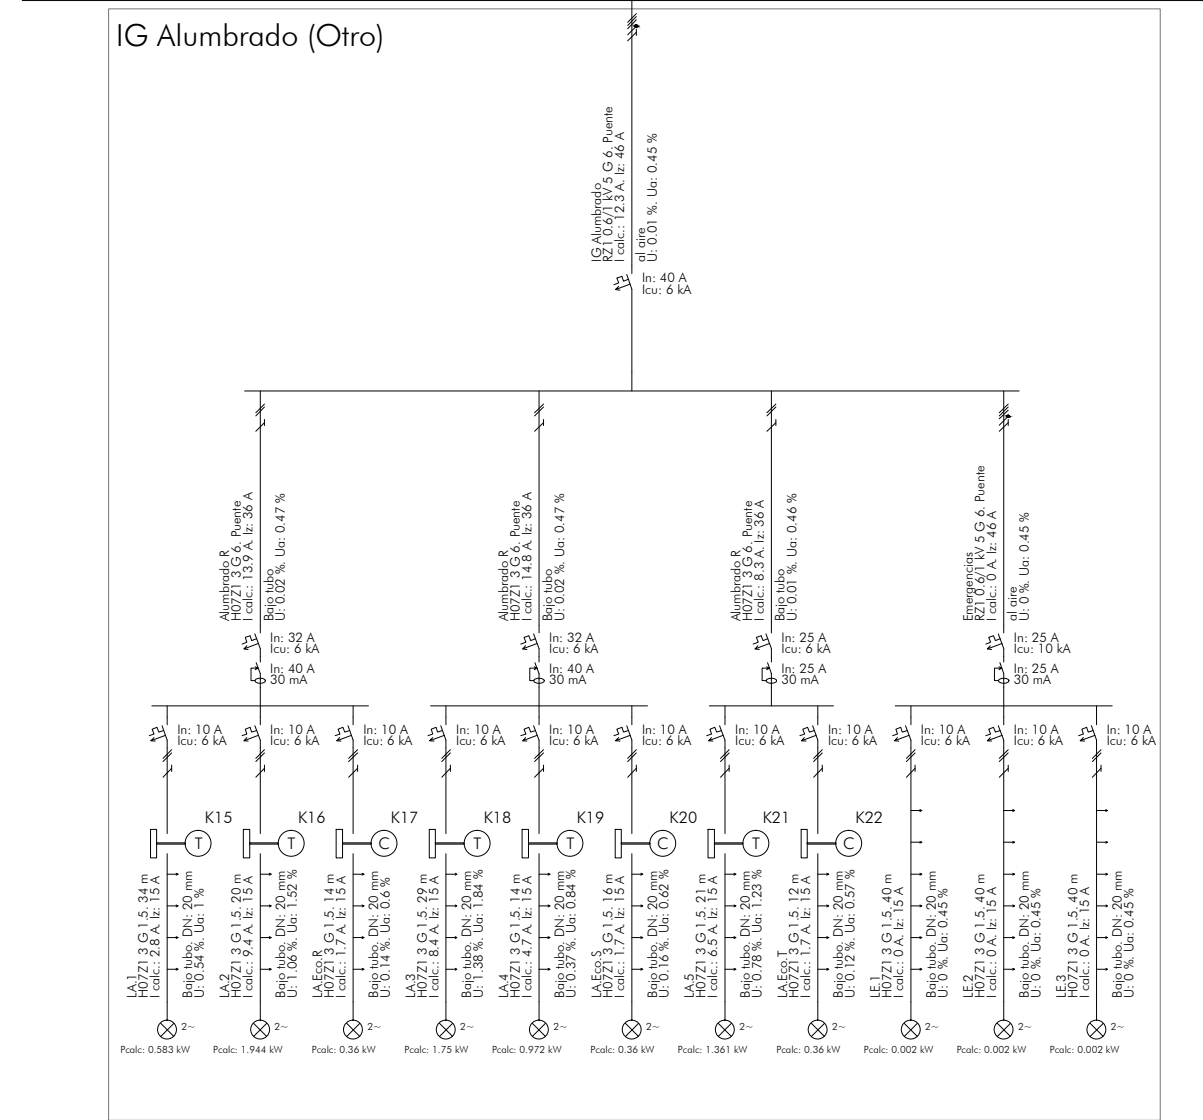 IG Alumbrado (Otro)
IG Alumbrado
RZ1 0.6/1 kV 5 G 6. Puente
I calc.: 12.3 A. Iz: 46 A
al aire
U: 0.01 %. Ua: 0.45 %
In: 40 A
Icu: 6 kA
Alumbrado R
H07Z1 3 G 6. Puente
I calc.: 13.9 A. Iz: 36 A
Bajo tubo
U: 0.02 %. Ua: 0.47 %
In: 32 A
Icu: 6 kA
In: 40 A
30 mA
Alumbrado R
H07Z1 3 G 6. Puente
I calc.: 14.8 A. Iz: 36 A
Bajo tubo
U: 0.02 %. Ua: 0.47 %
In: 32 A
Icu: 6 kA
In: 40 A
30 mA
Alumbrado R
H07Z1 3 G 6. Puente
I calc.: 8.3 A. Iz: 36 A
Bajo tubo
U: 0.01 %. Ua: 0.46 %
In: 25 A
Icu: 6 kA
In: 25 A
30 mA
Emergencias
RZ1 0.6/1 kV 5 G 6. Puente
I calc.: 0 A. Iz: 46 A
al aire
U: 0 %. Ua: 0.45 %
In: 25 A
Icu: 10 kA
In: 25 A
30 mA
In: 10 A
Icu: 6 kA
K15
T
LA.1
H07Z1 3 G 1.5. 34 m
I calc.: 2.8 A. Iz: 15 A
Bajo tubo. DN: 20 mm
U: 0.54 %. Ua: 1 %
2~
Pcalc: 0.583 kW
In: 10 A
Icu: 6 kA
K16
T
LA.2
H07Z1 3 G 1.5. 20 m
I calc.: 9.4 A. Iz: 15 A
Bajo tubo. DN: 20 mm
U: 1.06 %. Ua: 1.52 %
2~
Pcalc: 1.944 kW
In: 10 A
Icu: 6 kA
K17
C
LA.Eco.R
H07Z1 3 G 1.5. 14 m
I calc.: 1.7 A. Iz: 15 A
Bajo tubo. DN: 20 mm
U: 0.14 %. Ua: 0.6 %
2~
Pcalc: 0.36 kW
In: 10 A
Icu: 6 kA
K18
T
LA.3
H07Z1 3 G 1.5. 29 m
I calc.: 8.4 A. Iz: 15 A
Bajo tubo. DN: 20 mm
U: 1.38 %. Ua: 1.84 %
2~
Pcalc: 1.75 kW
In: 10 A
Icu: 6 kA
K19
T
LA.4
H07Z1 3 G 1.5. 14 m
I calc.: 4.7 A. Iz: 15 A
Bajo tubo. DN: 20 mm
U: 0.37 %. Ua: 0.84 %
2~
Pcalc: 0.972 kW
In: 10 A
Icu: 6 kA
K20
C
LA.Eco.S
H07Z1 3 G 1.5. 16 m
I calc.: 1.7 A. Iz: 15 A
Bajo tubo. DN: 20 mm
U: 0.16 %. Ua: 0.62 %
2~
Pcalc: 0.36 kW
In: 10 A
Icu: 6 kA
K21
T
LA.5
H07Z1 3 G 1.5. 21 m
I calc.: 6.5 A. Iz: 15 A
Bajo tubo. DN: 20 mm
U: 0.78 %. Ua: 1.23 %
2~
Pcalc: 1.361 kW
In: 10 A
Icu: 6 kA
K22
C
LA.Eco.T
H07Z1 3 G 1.5. 12 m
I calc.: 1.7 A. Iz: 15 A
Bajo tubo. DN: 20 mm
U: 0.12 %. Ua: 0.57 %
2~
Pcalc: 0.36 kW
In: 10 A
Icu: 6 kA
LE.1
H07Z1 3 G 1.5. 40 m
I calc.: 0 A. Iz: 15 A
Bajo tubo. DN: 20 mm
U: 0 %. Ua: 0.45 %
2~
Pcalc: 0.002 kW
In: 10 A
Icu: 6 kA
LE.2
H07Z1 3 G 1.5. 40 m
I calc.: 0 A. Iz: 15 A
Bajo tubo. DN: 20 mm
U: 0 %. Ua: 0.45 %
2~
Pcalc: 0.002 kW
In: 10 A
Icu: 6 kA
LE.3
H07Z1 3 G 1.5. 40 m
I calc.: 0 A. Iz: 15 A
Bajo tubo. DN: 20 mm
U: 0 %. Ua: 0.45 %
2~
Pcalc: 0.002 kW